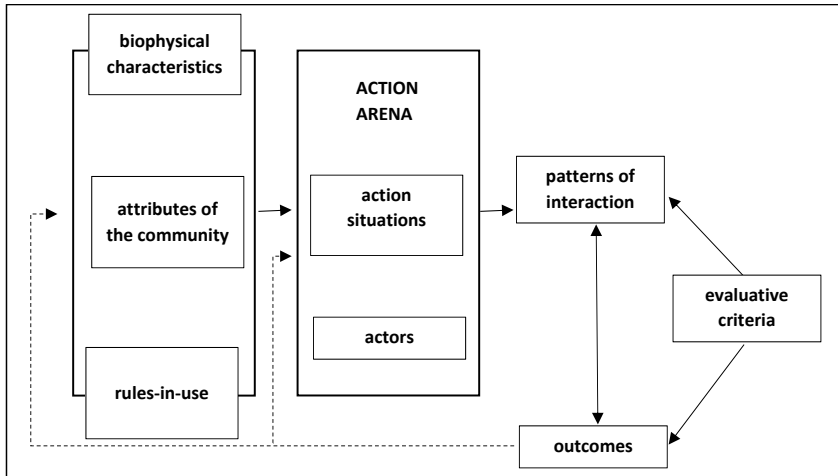 biophysical
characteristics
attributes of
the community
rules-in-use
ACTION
ARENA
action
situations
actors
patterns of
interaction
outcomes
evaluative
criteria